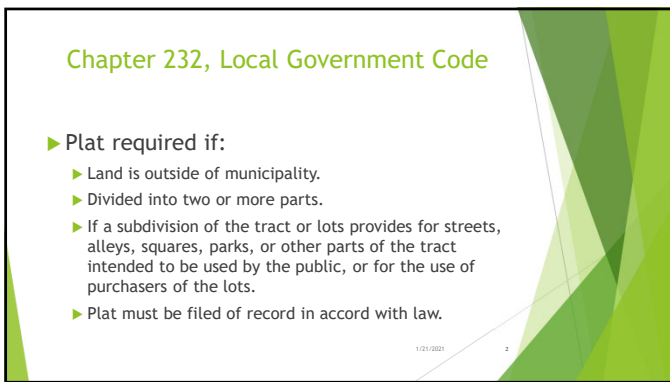 Chapter 232, Local Government Code
Plat required if:
Land is outside of municipality.
Divided into two or more parts.
If a subdivision of the tract or lots provides for streets,
alleys, squares, parks, or other parts of the tract
intended to be used by the public, or for the use of
purchasers of the lots.
Plat must be filed of record in accord with law.
1/21/2021 2